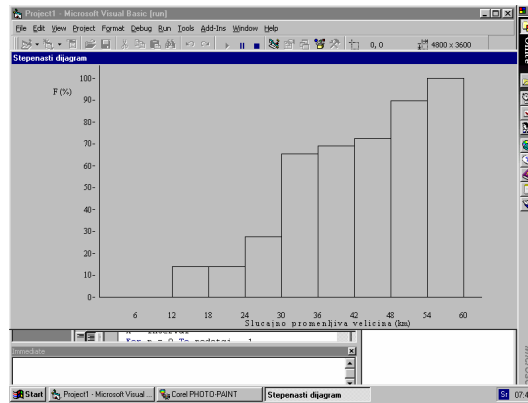 Project1 - Microsoft Visual Basic [run]
File Edit View Project Format Debug Run Tools Add-Ins Window Help
0, 0 4800 x 3600
Stepenasti dijagram
F (%)
100-
90-
80-
70-
60-
50-
40-
30-
20-
10-
0-
6 12 18 24 30 36 42 48 54 60
Slucajno promenljiva velicina (km)
Immediate
Start Project1 - Microsoft Visual ... Corel PHOTO-PAINT Stepenasti dijagram Sr
Office